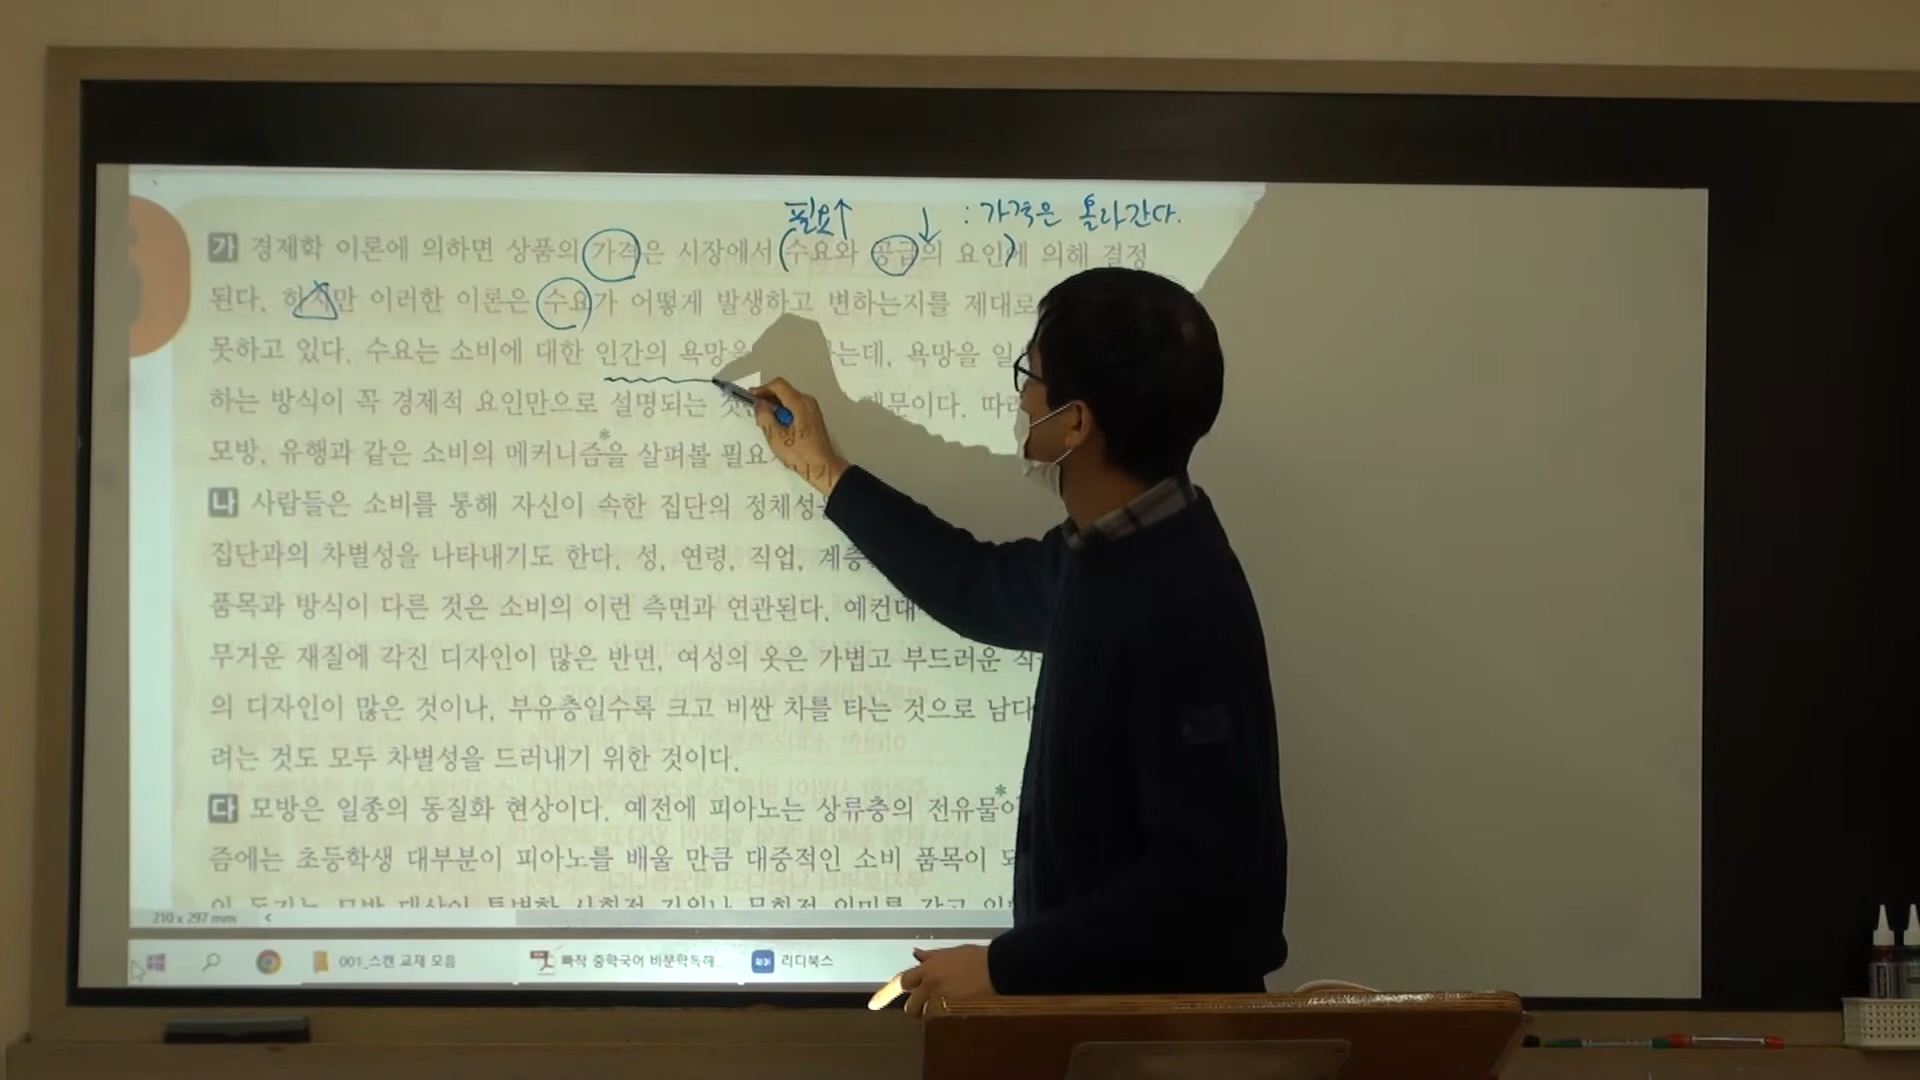 필요↑ ↓ : 가격은 올라간다.
가 경제학 이론에 의하면 상품의 가격은 시장에서 (수요와 공급의 요인)에 의해 결정
된다. 하지만 이러한 이론은 수요가 어떻게 발생하고 변하는지를 제대로
못하고 있다. 수요는 소비에 대한 인간의 욕망을 는데, 욕망을
하는 방식이 꼭 경제적 요인만으로 설명되는 때문이다.
모방, 유행과 같은 소비의 메커니즘*을 살펴볼 필요
나 사람들은 소비를 통해 자신이 속한 집단의 정체성을
집단과의 차별성을 나타내기도 한다. 성, 연령, 직업, 계층
품목과 방식이 다른 것은 소비의 이런 측면과 연관된다. 예컨대
무거운 재질에 각진 디자인이 많은 반면, 여성의 옷은 가볍고 부드러운
의 디자인이 많은 것이나, 부유층일수록 크고 비싼 차를 타는 것으로
려는 것도 모두 차별성을 드러내기 위한 것이다.
다 모방은 일종의 동질화 현상이다. 예전에 피아노는 상류층의 전유물*이
즘에는 초등학생 대부분이 피아노를 배울 만큼 대중적인 소비 품목이
210 x 297 mm
001_스캔 교재 모음 빠작 중학국어 비문학독해... 리디북스